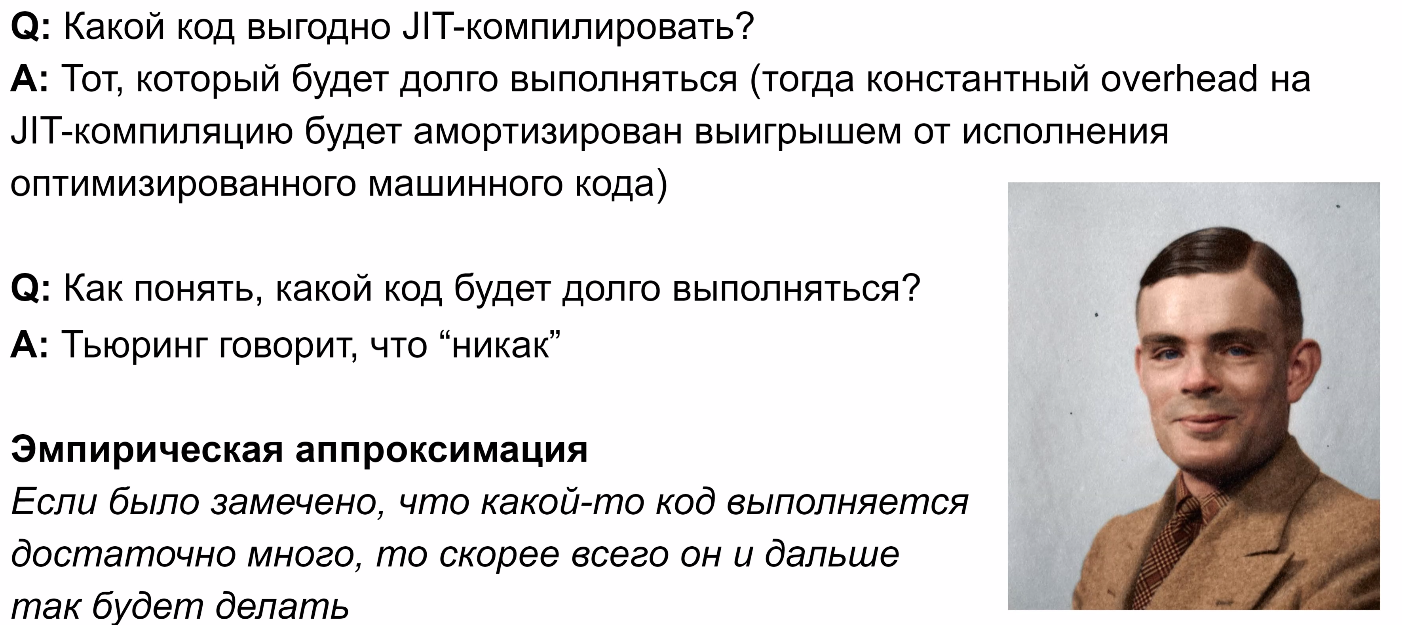 Q: Какой код выгодно JIT-компилировать?
A: Тот, который будет долго выполняться (тогда константный overhead на
JIT-компиляцию будет амортизирован выигрышем от исполнения
оптимизированного машинного кода)
Q: Как понять, какой код будет долго выполняться?
A: Тьюринг говорит, что “никак”
Эмпирическая аппроксимация
Если было замечено, что какой-то код выполняется
достаточно много, то скорее всего он и дальше
так будет делать